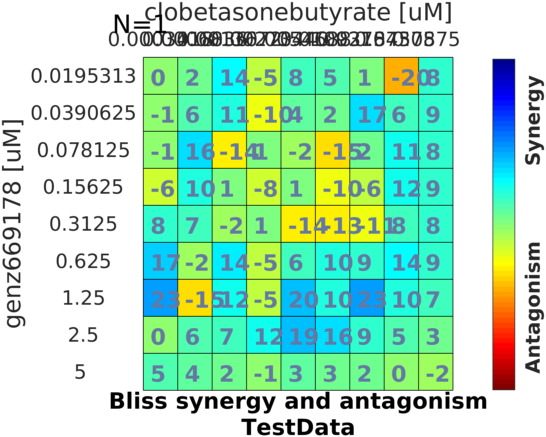 clobetasonebutyrate [uM]
N=1
0.0195313 0 2 14 -5 8 5 1 -20 8
0.0390625 -1 6 11 -10 4 2 17 6 9
0.078125 -1 16 -14 1 -2 -15 2 11 8
0.15625 -6 10 1 -8 1 -10 -6 12 9
0.3125 8 7 -2 1 -14 -13 -11 8 8
0.625 17 -2 14 -5 6 10 9 14 9
1.25 23 -15 12 -5 20 10 23 10 7
2.5 0 6 7 12 19 16 9 5 3
5 5 4 2 -1 3 3 2 0 -2
genz669178 [uM]
Synergy
Antagonism
Bliss synergy and antagonism
TestData